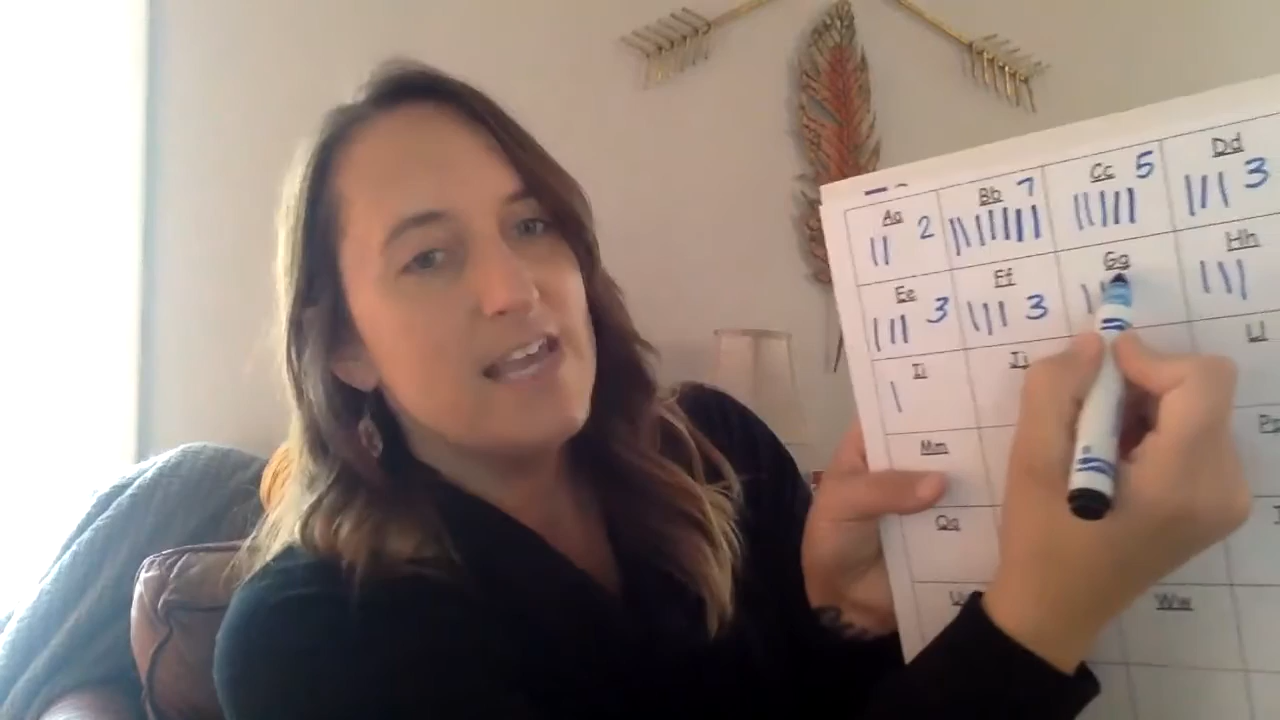 Aa 2 Bb 7 Cc 5 Dd 3
Ee 3 Ff 3 Gg Hh
Ii Jj Ll
Mm
Qq
Ww